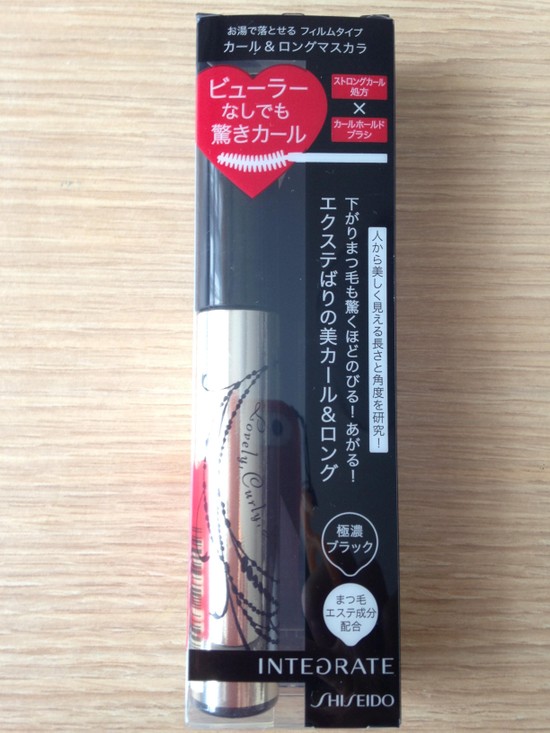 お湯で落とせる フィルムタイプ
カール＆ロングマスカラ
ビューラー
なしでも
驚きカール
ストロングカール
処方
×
カールホールド
ブラシ
人から美しく見える長さと角度を研究！
下がりまつ毛も驚くほどのびる！あがる！
エクステばりの美カール＆ロング
Lovely, Curly,
極濃
ブラック
まつ毛
エステ成分
配合
INTEGRATE
SHISEIDO